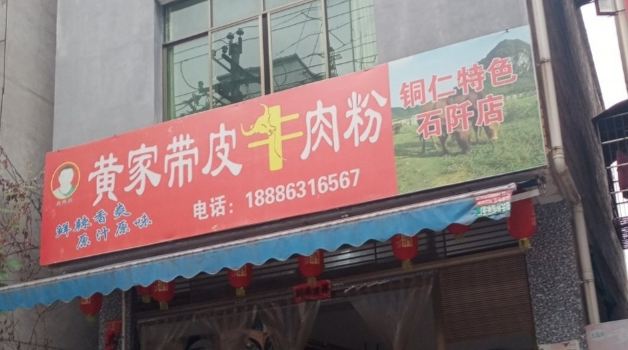 黄家带皮牛肉粉
铜仁特色
石阡店
鲜辣香爽
原汁原味
电话：18886316567